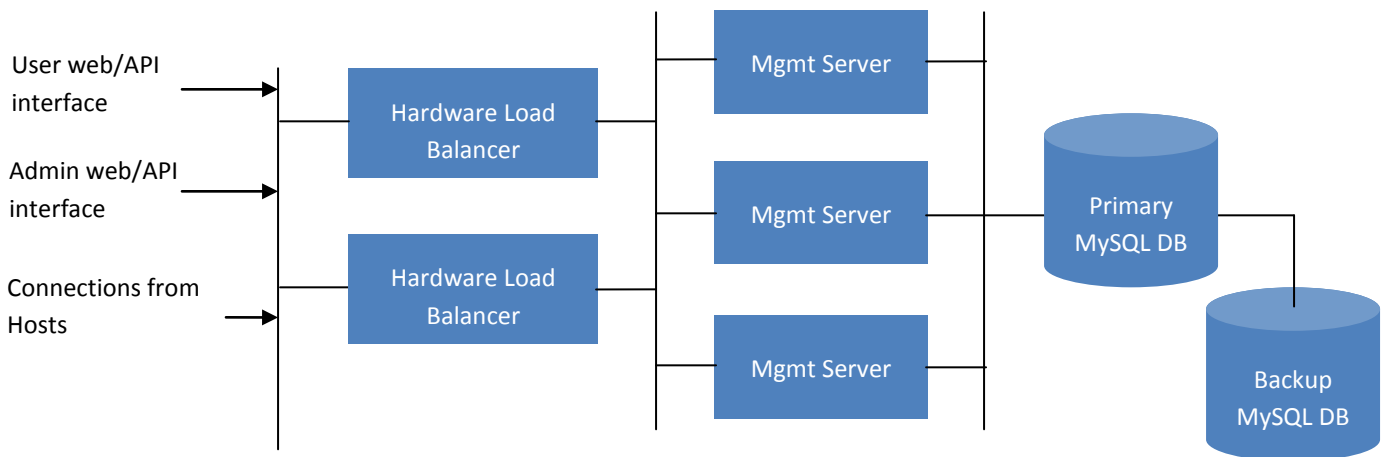 User web/API
interface
Admin web/API
interface
Connections from
Hosts
Hardware Load
Balancer
Hardware Load
Balancer
Mgmt Server
Mgmt Server
Mgmt Server
Primary
MySQL DB
Backup
MySQL DB